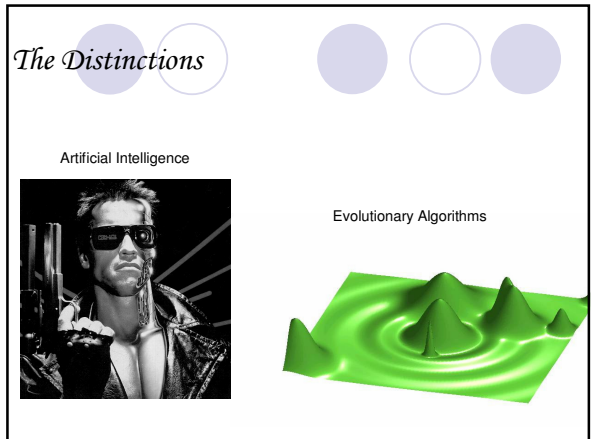 The Distinctions
Artificial Intelligence
Evolutionary Algorithms